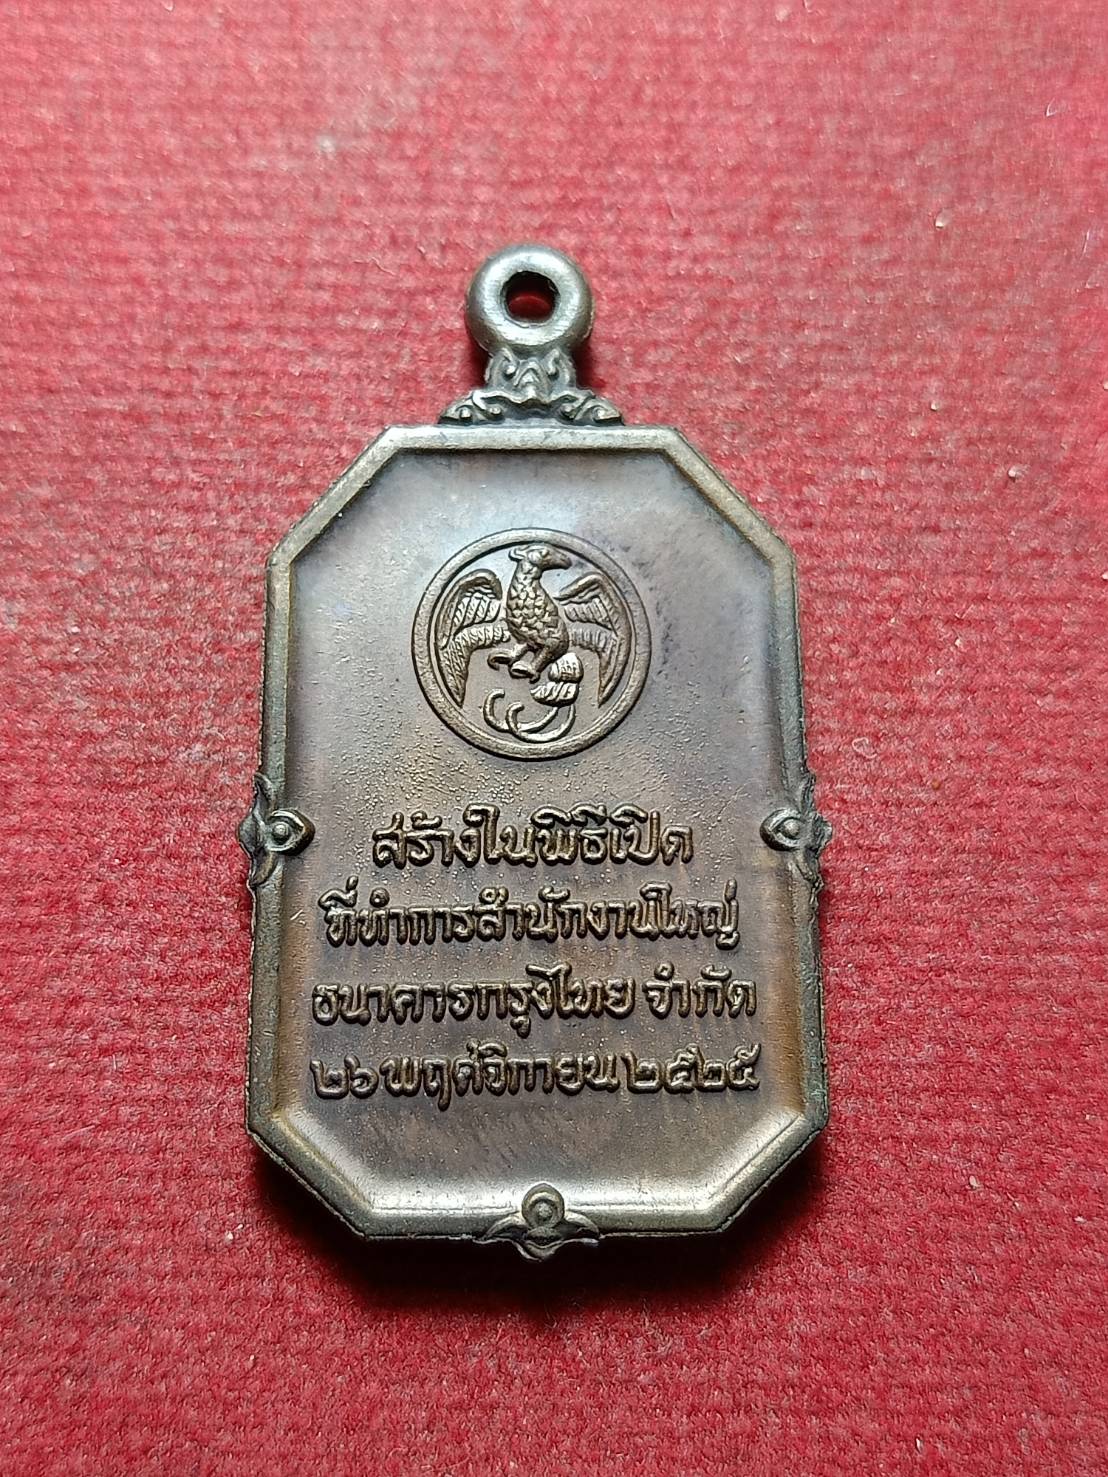 สร้างในพิธีเปิด
ที่ทำการสำนักงานใหญ่
ธนาคารกรุงไทย จำกัด
๒๖ พฤศจิกายน ๒๕๒๕